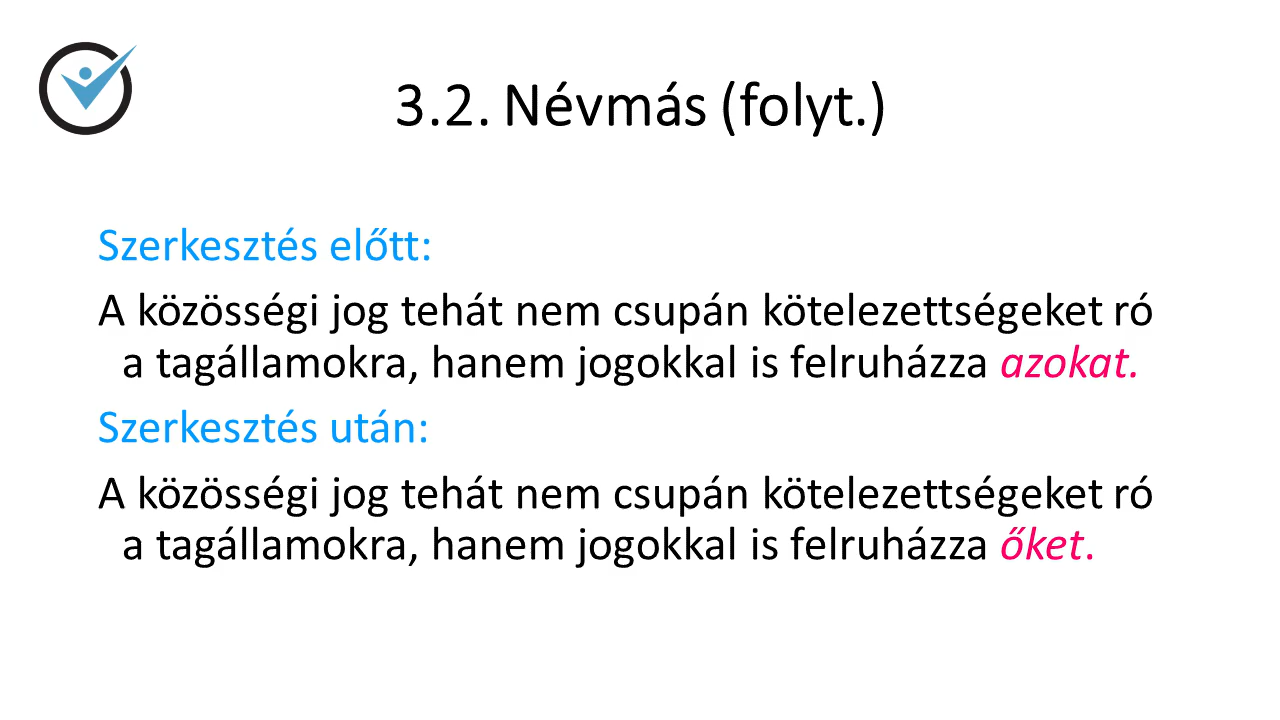 3.2. Névmás (folyt.)
Szerkesztés előtt:
A közösségi jog tehát nem csupán kötelezettségeket ró
a tagállamokra, hanem jogokkal is felruházza azokat.
Szerkesztés után:
A közösségi jog tehát nem csupán kötelezettségeket ró
a tagállamokra, hanem jogokkal is felruházza őket.